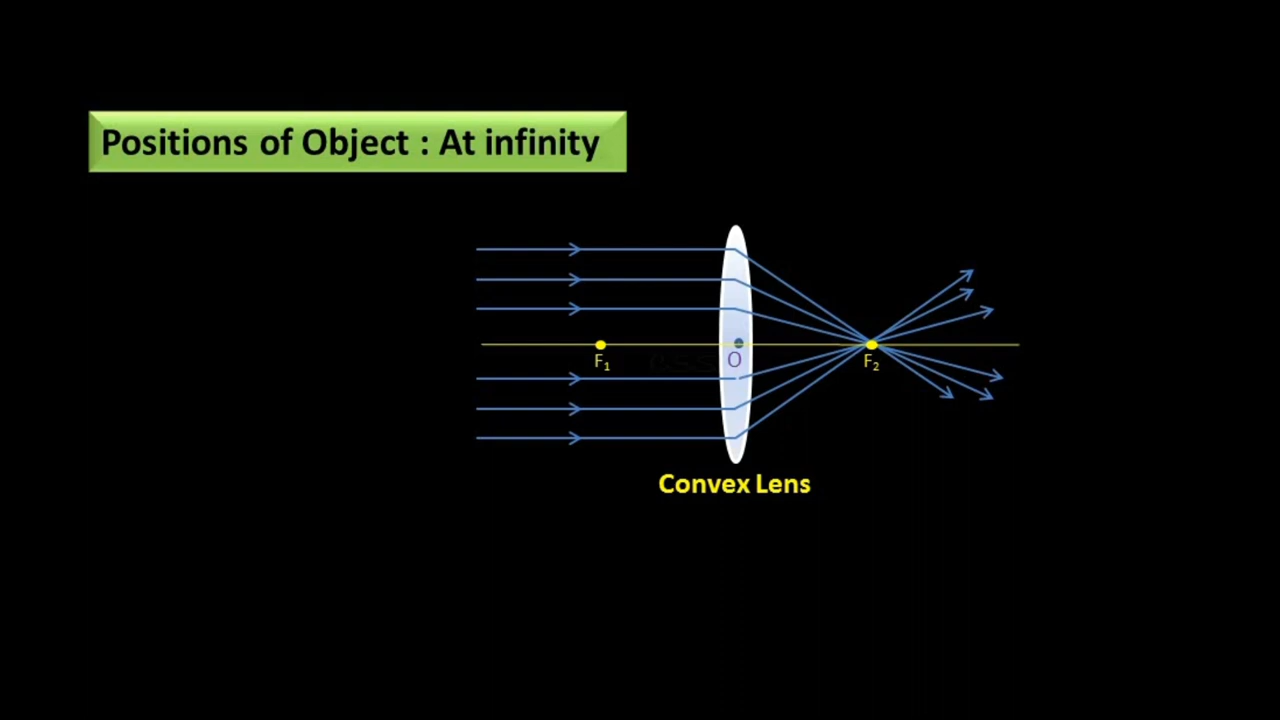 Positions of Object : At infinity
F₁
O
F₂
Convex Lens